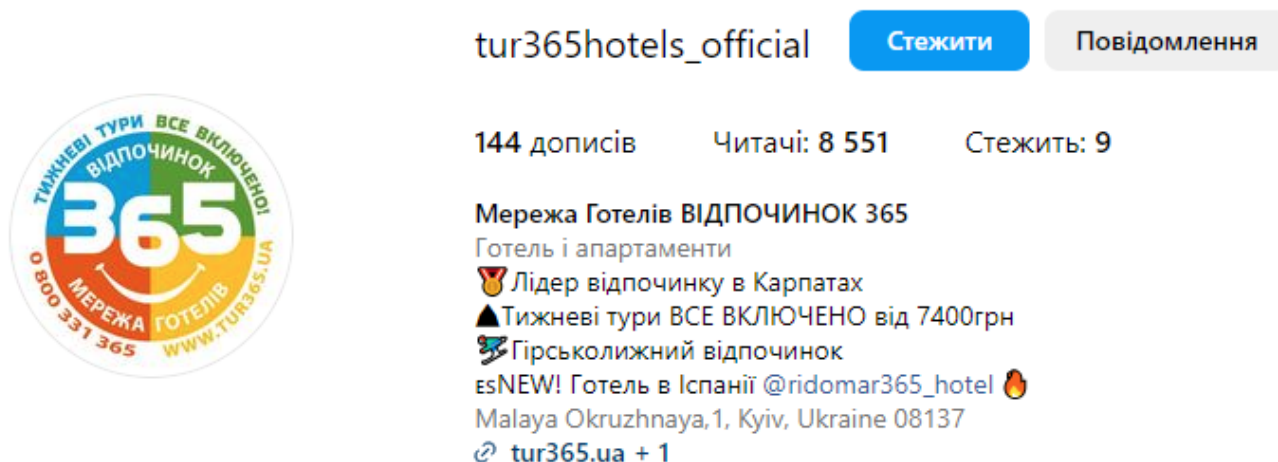 tur365hotels_official Стежити Повідомлення
ТИЖНЕВІ ТУРИ ВСЕ ВКЛЮЧЕНО!
ВІДПОЧИНОК
365
МЕРЕЖА ГОТЕЛІВ
0 800 331 365 WWW.TUR365.UA
144 дописів Читачі: 8 551 Стежить: 9
Мережа Готелів ВІДПОЧИНОК 365
Готель і апартаменти
🏅Лідер відпочинку в Карпатах
▲Тижневі тури ВСЕ ВКЛЮЧЕНО від 7400грн
🏂Гірськолижний відпочинок
ESNEW! Готель в Іспанії @ridomar365_hotel 🔥
Malaya Okruzhnaya,1, Kyiv, Ukraine 08137
tur365.ua + 1